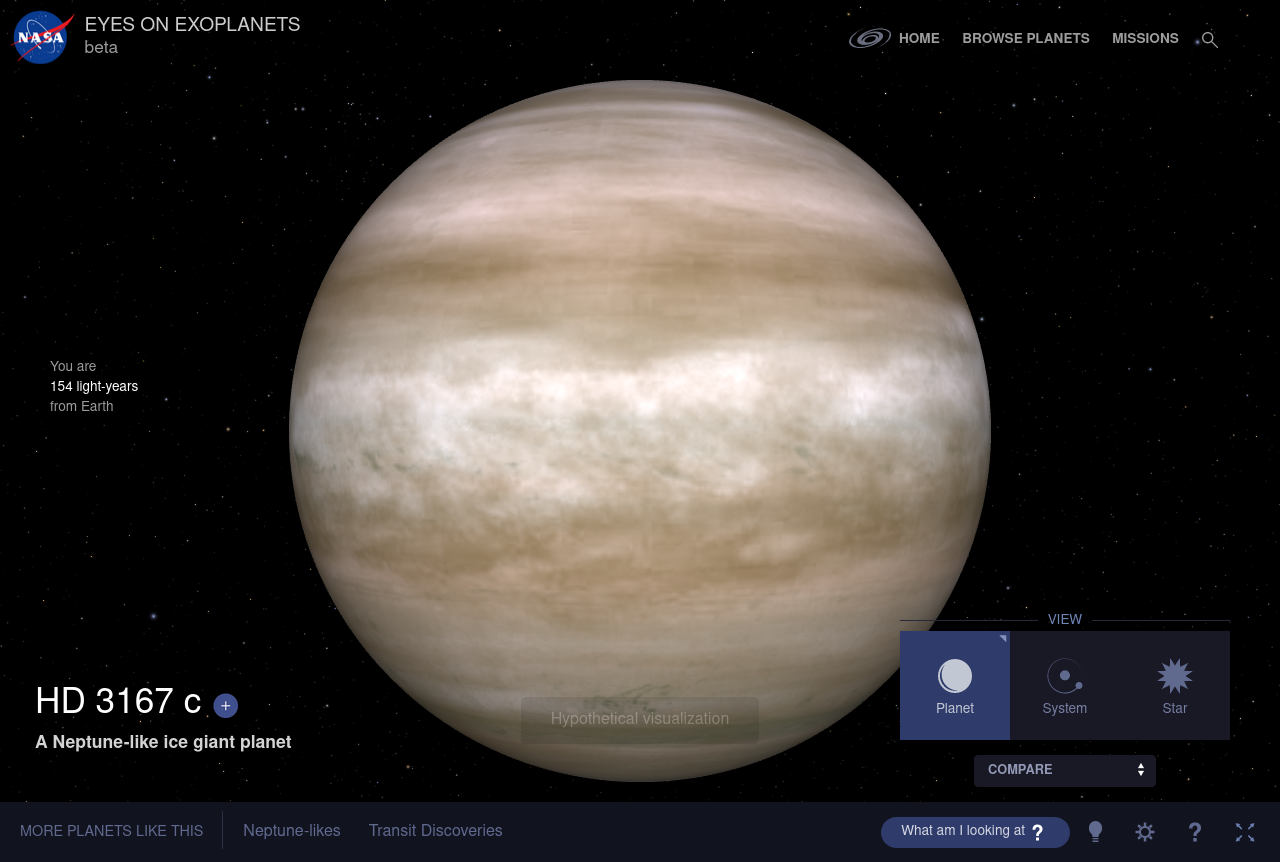 NASA
EYES ON EXOPLANETS
beta
HOME
BROWSE PLANETS
MISSIONS
You are
154 light-years
from Earth
VIEW
Planet
System
Star
HD 3167 c +
A Neptune-like ice giant planet
Hypothetical visualization
COMPARE
MORE PLANETS LIKE THIS
Neptune-likes
Transit Discoveries
What am I looking at ?
?